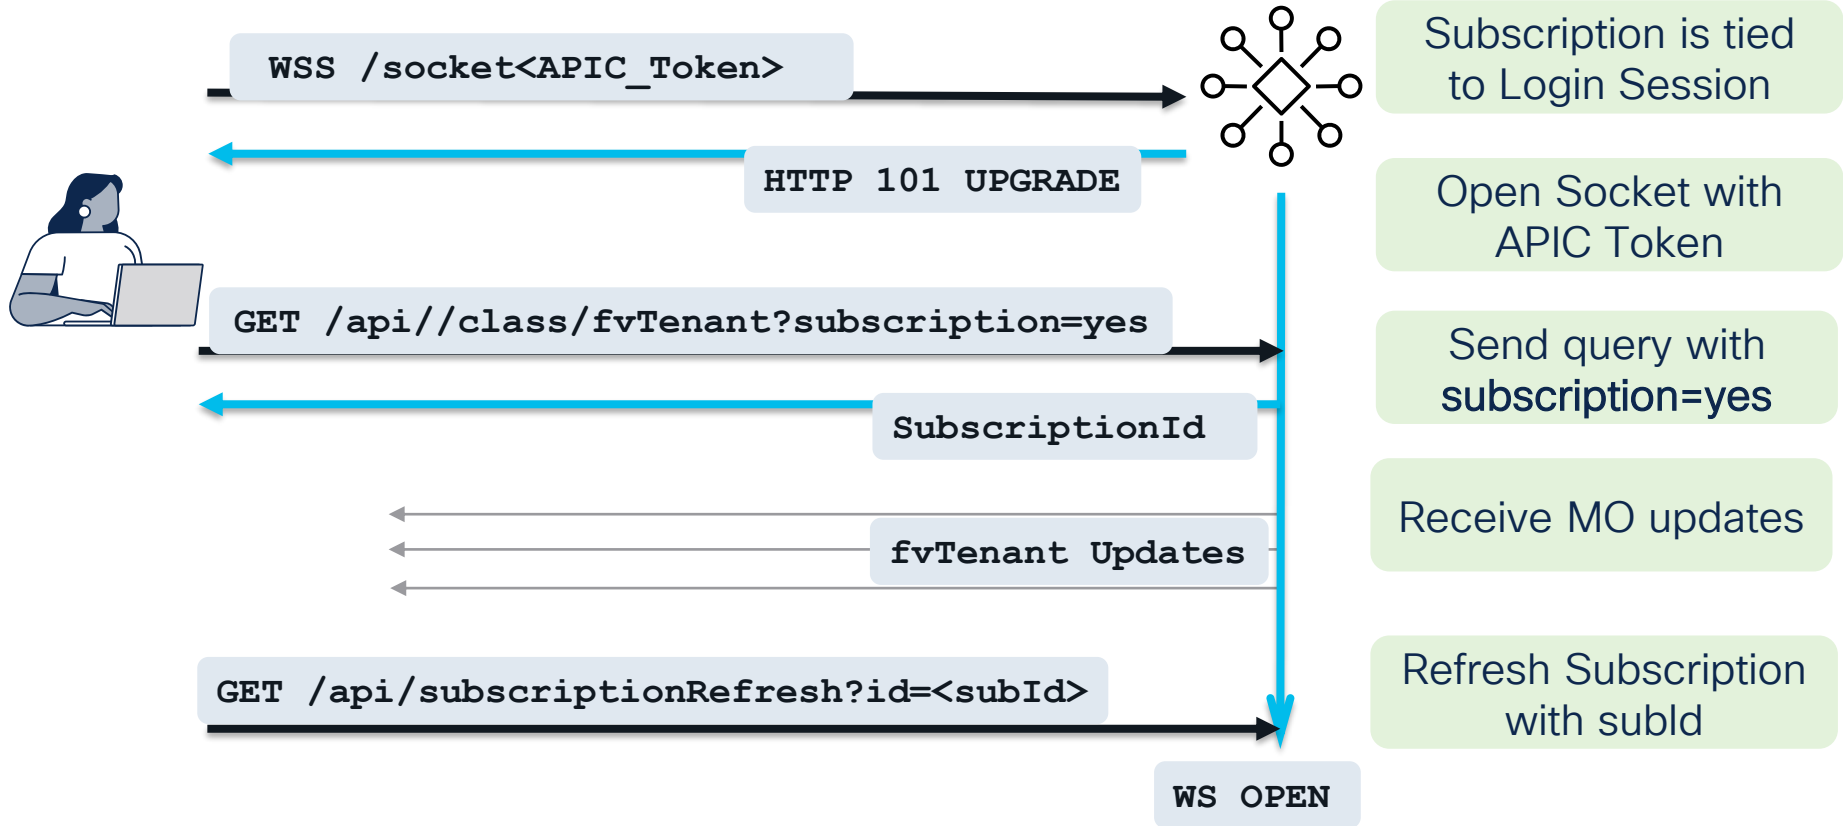 WSS /socket<APIC_Token>
Subscription is tied
to Login Session
HTTP 101 UPGRADE
Open Socket with
APIC Token
GET /api//class/fvTenant?subscription=yes
Send query with
subscription=yes
SubscriptionId
Receive MO updates
fvTenant Updates
GET /api/subscriptionRefresh?id=<subId>
Refresh Subscription
with subId
WS OPEN